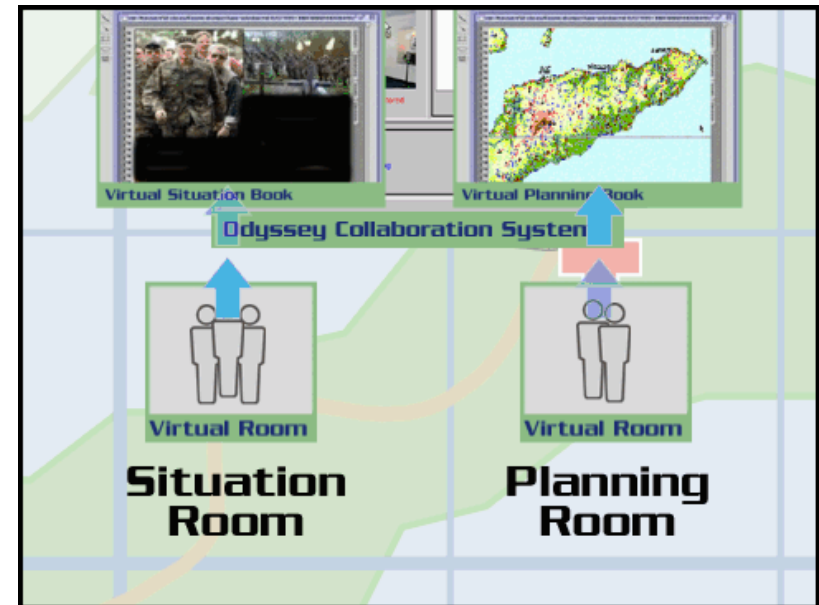 Virtual Situation Book
Virtual Planning Book
Odyssey Collaboration System
Virtual Room
Virtual Room
Situation
Room
Planning
Room